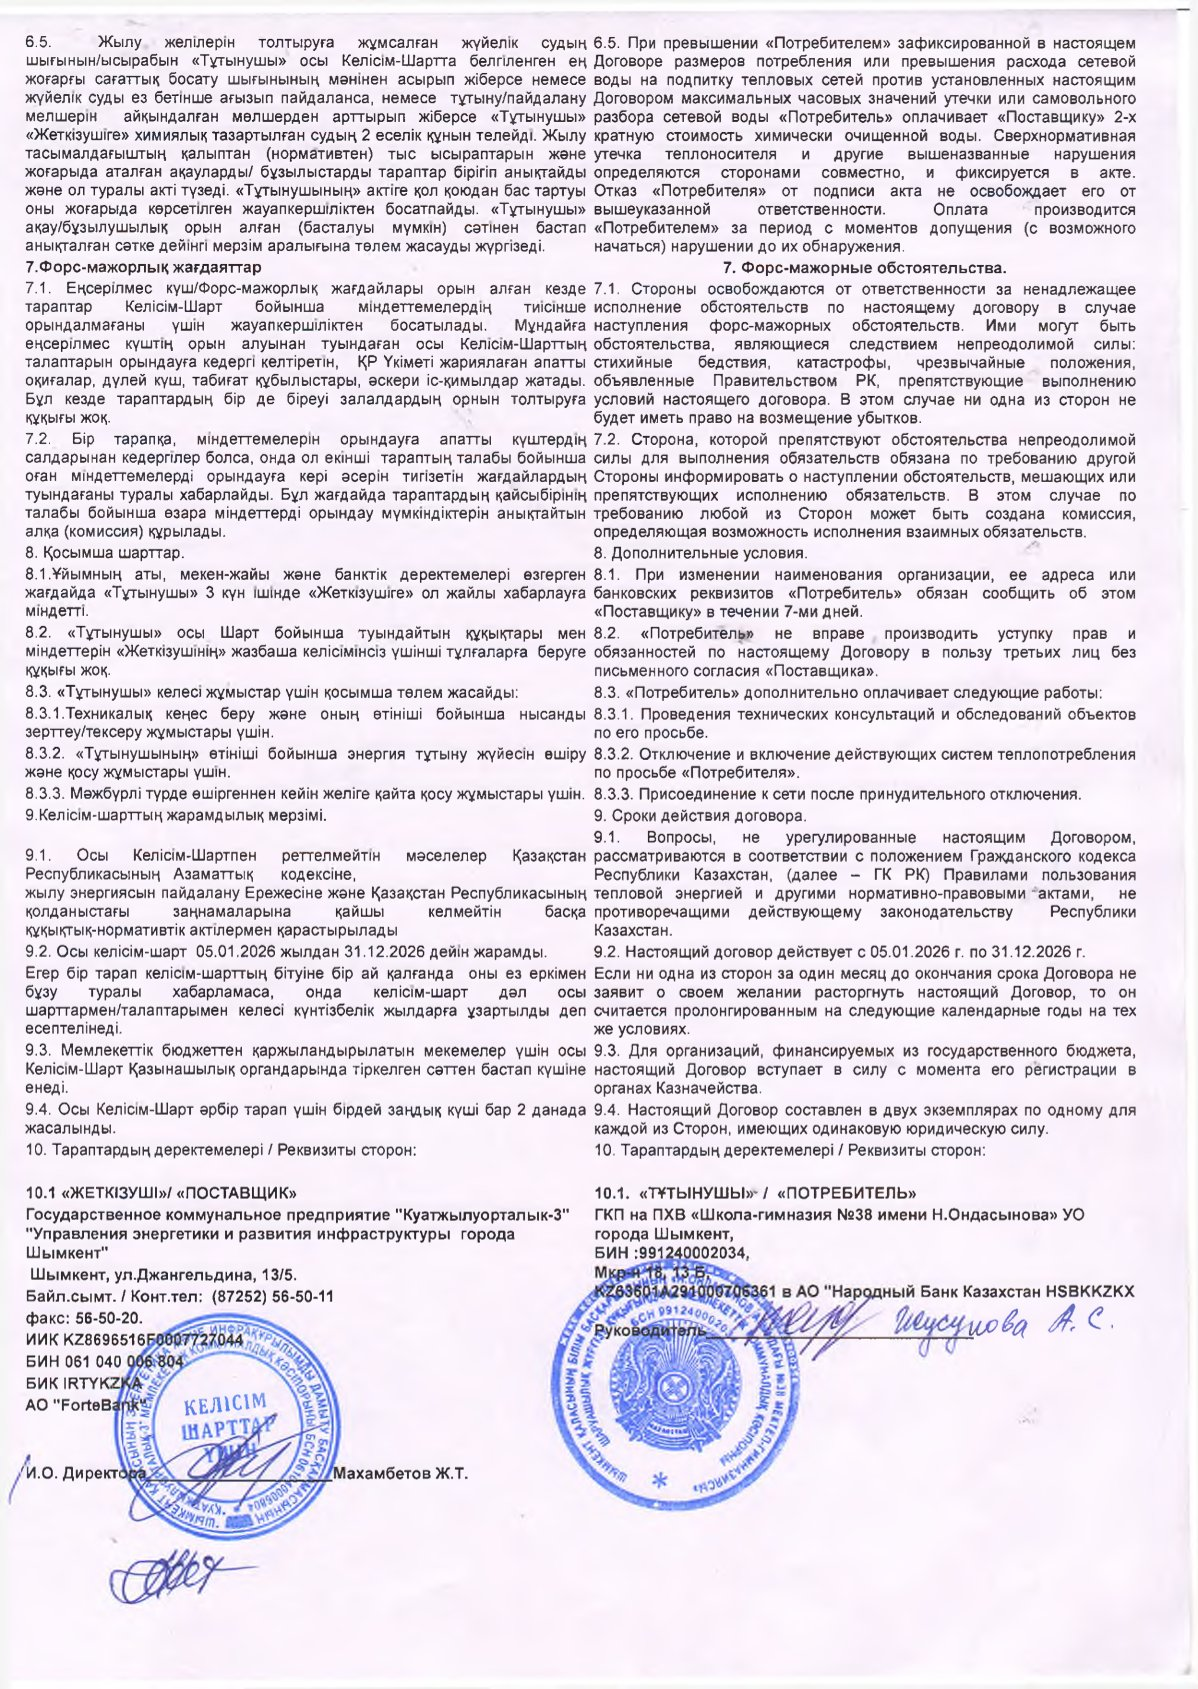 6.5. Жылу желілерін толтыруға жұмсалған жүйелік судың
шығынын/ысырабын «Тұтынушы» осы Келісім-Шартта белгіленген ең
жоғарғы сағаттық босату шығынының мәнінен асырып жіберсе немесе
жүйелік суды ез бетінше ағызып пайдаланса, немесе тұтыну/пайдалану
мелшерін айқындалған мөлшерден арттырып жіберсе «Тұтынушы»
«Жеткізушіге» химиялық тазартылған судың 2 еселік құнын телейді. Жылу
тасымалдағыштың қалыптан (нормативтен) тыс ысыраптарын және
жоғарыда аталған ақауларды/ бұзылыстарды тараптар бірігіп анықтайды
және ол туралы акті түзеді. «Тұтынушының» актіге қол қоюдан бас тартуы
оны жоғарыда көрсетілген жауапкершіліктен босатпайды. «Тұтынушы»
ақау/бұзылушылық орын алған (басталуы мүмкін) сәтінен бастап
анықталған сәтке дейінгі мерзім аралығына төлем жасауды жүргізеді.
7.Форс-мажорлық жағдаяттар
7.1. Еңсерілмес күш/Форс-мажорлық жағдайлары орын алған кезде
тараптар Келісім-Шарт бойынша міндеттемелердің тиісінше
орындалмағаны үшін жауапкершіліктен босатылады. Мұндайға
еңсерілмес күштің орын алуынан туындаған осы Келісім-Шарттың
талаптарын орындауға кедергі келтіретін, ҚР Үкіметі жариялаған апатты
оқиғалар, дүлей күш, табиғат құбылыстары, әскери іс-қимылдар жатады.
Бұл кезде тараптардың бір де біреуі залалдардың орнын толтыруға
құқығы жоқ.
7.2. Бір тарапқа, міндеттемелерін орындауға апатты күштердің
салдарынан кедергілер болса, онда ол екінші тараптың талабы бойынша
оған міндеттемелерді орындауға кері әсерін тигізетін жағдайлардың
туындағаны туралы хабарлайды. Бұл жағдайда тараптардың қайсыбірінің
талабы бойынша өзара міндеттерді орындау мүмкіндіктерін анықтайтын
алқа (комиссия) құрылады.
8. Қосымша шарттар.
8.1.Ұйымның аты, мекен-жайы және банктік деректемелері өзгерген
жағдайда «Тұтынушы» 3 күн ішінде «Жеткізушіге» ол жайлы хабарлауға
міндетті.
8.2. «Тұтынушы» осы Шарт бойынша туындайтын құқықтары мен
міндеттерін «Жеткізушінің» жазбаша келісімінсіз үшінші тұлғаларға беруге
құқығы жоқ.
8.3. «Тұтынушы» келесі жұмыстар үшін қосымша төлем жасайды:
8.3.1.Техникалық кеңес беру және оның өтініші бойынша нысанды
зерттеу/тексеру жұмыстары үшін.
8.3.2. «Тұтынушының» өтініші бойынша энергия тұтыну жүйесін өшіру
және қосу жұмыстары үшін.
8.3.3. Мәжбүрлі түрде өшіргеннен кейін желіге қайта қосу жұмыстары үшін.
9.Келісім-шарттың жарамдылық мерзімі.
9.1. Осы Келісім-Шартпен реттелмейтін мәселелер Қазақстан
Республикасының Азаматтық кодексіне,
жылу энергиясын пайдалану Ережесіне және Қазақстан Республикасының
қолданыстағы заңнамаларына қайшы келмейтін басқа
құқықтық-нормативтік актілермен қарастырылады
9.2. Осы келісім-шарт 05.01.2026 жылдан 31.12.2026 дейін жарамды.
Егер бір тарап келісім-шарттың бітуіне бір ай қалғанда оны ез еркімен
бұзу туралы хабарламаса, онда келісім-шарт дәл осы
шарттармен/талаптарымен келесі күнтізбелік жылдарға ұзартылды деп
есептелінеді.
9.3. Мемлекеттік бюджеттен қаржыландырылатын мекемелер үшін осы
Келісім-Шарт Қазынашылық органдарында тіркелген сәттен бастап күшіне
енеді.
9.4. Осы Келісім-Шарт әрбір тарап үшін бірдей заңдық күші бар 2 данада
жасалынды.
10. Тараптардың деректемелері / Реквизиты сторон:
10.1 «ЖЕТКІЗУШІ»/ «ПОСТАВЩИК»
Государственное коммунальное предприятие "Куатжылуорталык-3"
"Управления энергетики и развития инфраструктуры города
Шымкент"
Шымкент, ул.Джангельдина, 13/5.
Байл.сымт. / Конт.тел: (87252) 56-50-11
факс: 56-50-20.
ИИК KZ8696516F0007727044
БИН 061 040 006 804
БИК IRTYKZKA
АО "ForteBank"
КЕЛІСІМ
ШАРТТАР
ҮШІН
И.О. Директора Махамбетов Ж.Т.
6.5. При превышении «Потребителем» зафиксированной в настоящем
Договоре размеров потребления или превышения расхода сетевой
воды на подпитку тепловых сетей против установленных настоящим
Договором максимальных часовых значений утечки или самовольного
разбора сетевой воды «Потребитель» оплачивает «Поставщику» 2-х
кратную стоимость химически очищенной воды. Сверхнормативная
утечка теплоносителя и другие вышеназванные нарушения
определяются сторонами совместно, и фиксируется в акте.
Отказ «Потребителя» от подписи акта не освобождает его от
вышеуказанной ответственности. Оплата производится
«Потребителем» за период с моментов допущения (с возможного
начать) нарушении до их обнаружения.
7. Форс-мажорные обстоятельства.
7.1. Стороны освобождаются от ответственности за ненадлежащее
исполнение обстоятельств по настоящему договору в случае
наступления форс-мажорных обстоятельств. Ими могут быть
обстоятельства, являющиеся следствием непреодолимой силы:
стихийные бедствия, катастрофы, чрезвычайные положения,
объявленные Правительством РК, препятствующие выполнению
условий настоящего договора. В этом случае ни одна из сторон не
будет иметь право на возмещение убытков.
7.2. Сторона, которой препятствуют обстоятельства непреодолимой
силы для выполнения обязательств обязана по требованию другой
Стороны информировать о наступлении обстоятельств, мешающих или
препятствующих исполнению обязательств. В этом случае по
требованию любой из Сторон может быть создана комиссия,
определяющая возможность исполнения взаимных обязательств.
8. Дополнительные условия.
8.1. При изменении наименования организации, ее адреса или
банковских реквизитов «Потребитель» обязан сообщить об этом
«Поставщику» в течении 7-ми дней.
8.2. «Потребитель» не вправе производить уступку прав и
обязанностей по настоящему Договору в пользу третьих лиц без
письменного согласия «Поставщика».
8.3. «Потребитель» дополнительно оплачивает следующие работы:
8.3.1. Проведения технических консультаций и обследований объектов
по его просьбе.
8.3.2. Отключение и включение действующих систем теплопотребления
по просьбе «Потребителя».
8.3.3. Присоединение к сети после принудительного отключения.
9. Сроки действия договора.
9.1. Вопросы, не урегулированные настоящим Договором,
рассматриваются в соответствии с положением Гражданского кодекса
Республики Казахстан, (далее – ГК РК) Правилами пользования
тепловой энергией и другими нормативно-правовыми актами, не
противоречащими действующему законодательству Республики
Казахстан.
9.2. Настоящий договор действует с 05.01.2026 г. по 31.12.2026 г.
Если ни одна из сторон за один месяц до окончания срока Договора не
заявит о своем желании расторгнуть настоящий Договор, то он
считается пролонгированным на следующие календарные годы на тех
же условиях.
9.3. Для организаций, финансируемых из государственного бюджета,
настоящий Договор вступает в силу с момента его регистрации в
органах Казначейства.
9.4. Настоящий Договор составлен в двух экземплярах по одному для
каждой из Сторон, имеющих одинаковую юридическую силу.
10. Тараптардың деректемелері / Реквизиты сторон:
10.1. «ТҰТЫНУШЫ» / «ПОТРЕБИТЕЛЬ»
ГКП на ПХВ «Школа-гимназия №38 имени Н.Ондасынова» УО
города Шымкент,
БИН :991240002034,
Мкр-н 18, 13 Б,
KZ63601A291000706361 в АО "Народный Банк Казахстан HSBKKZKX
Руководитель Юсупова А. С.